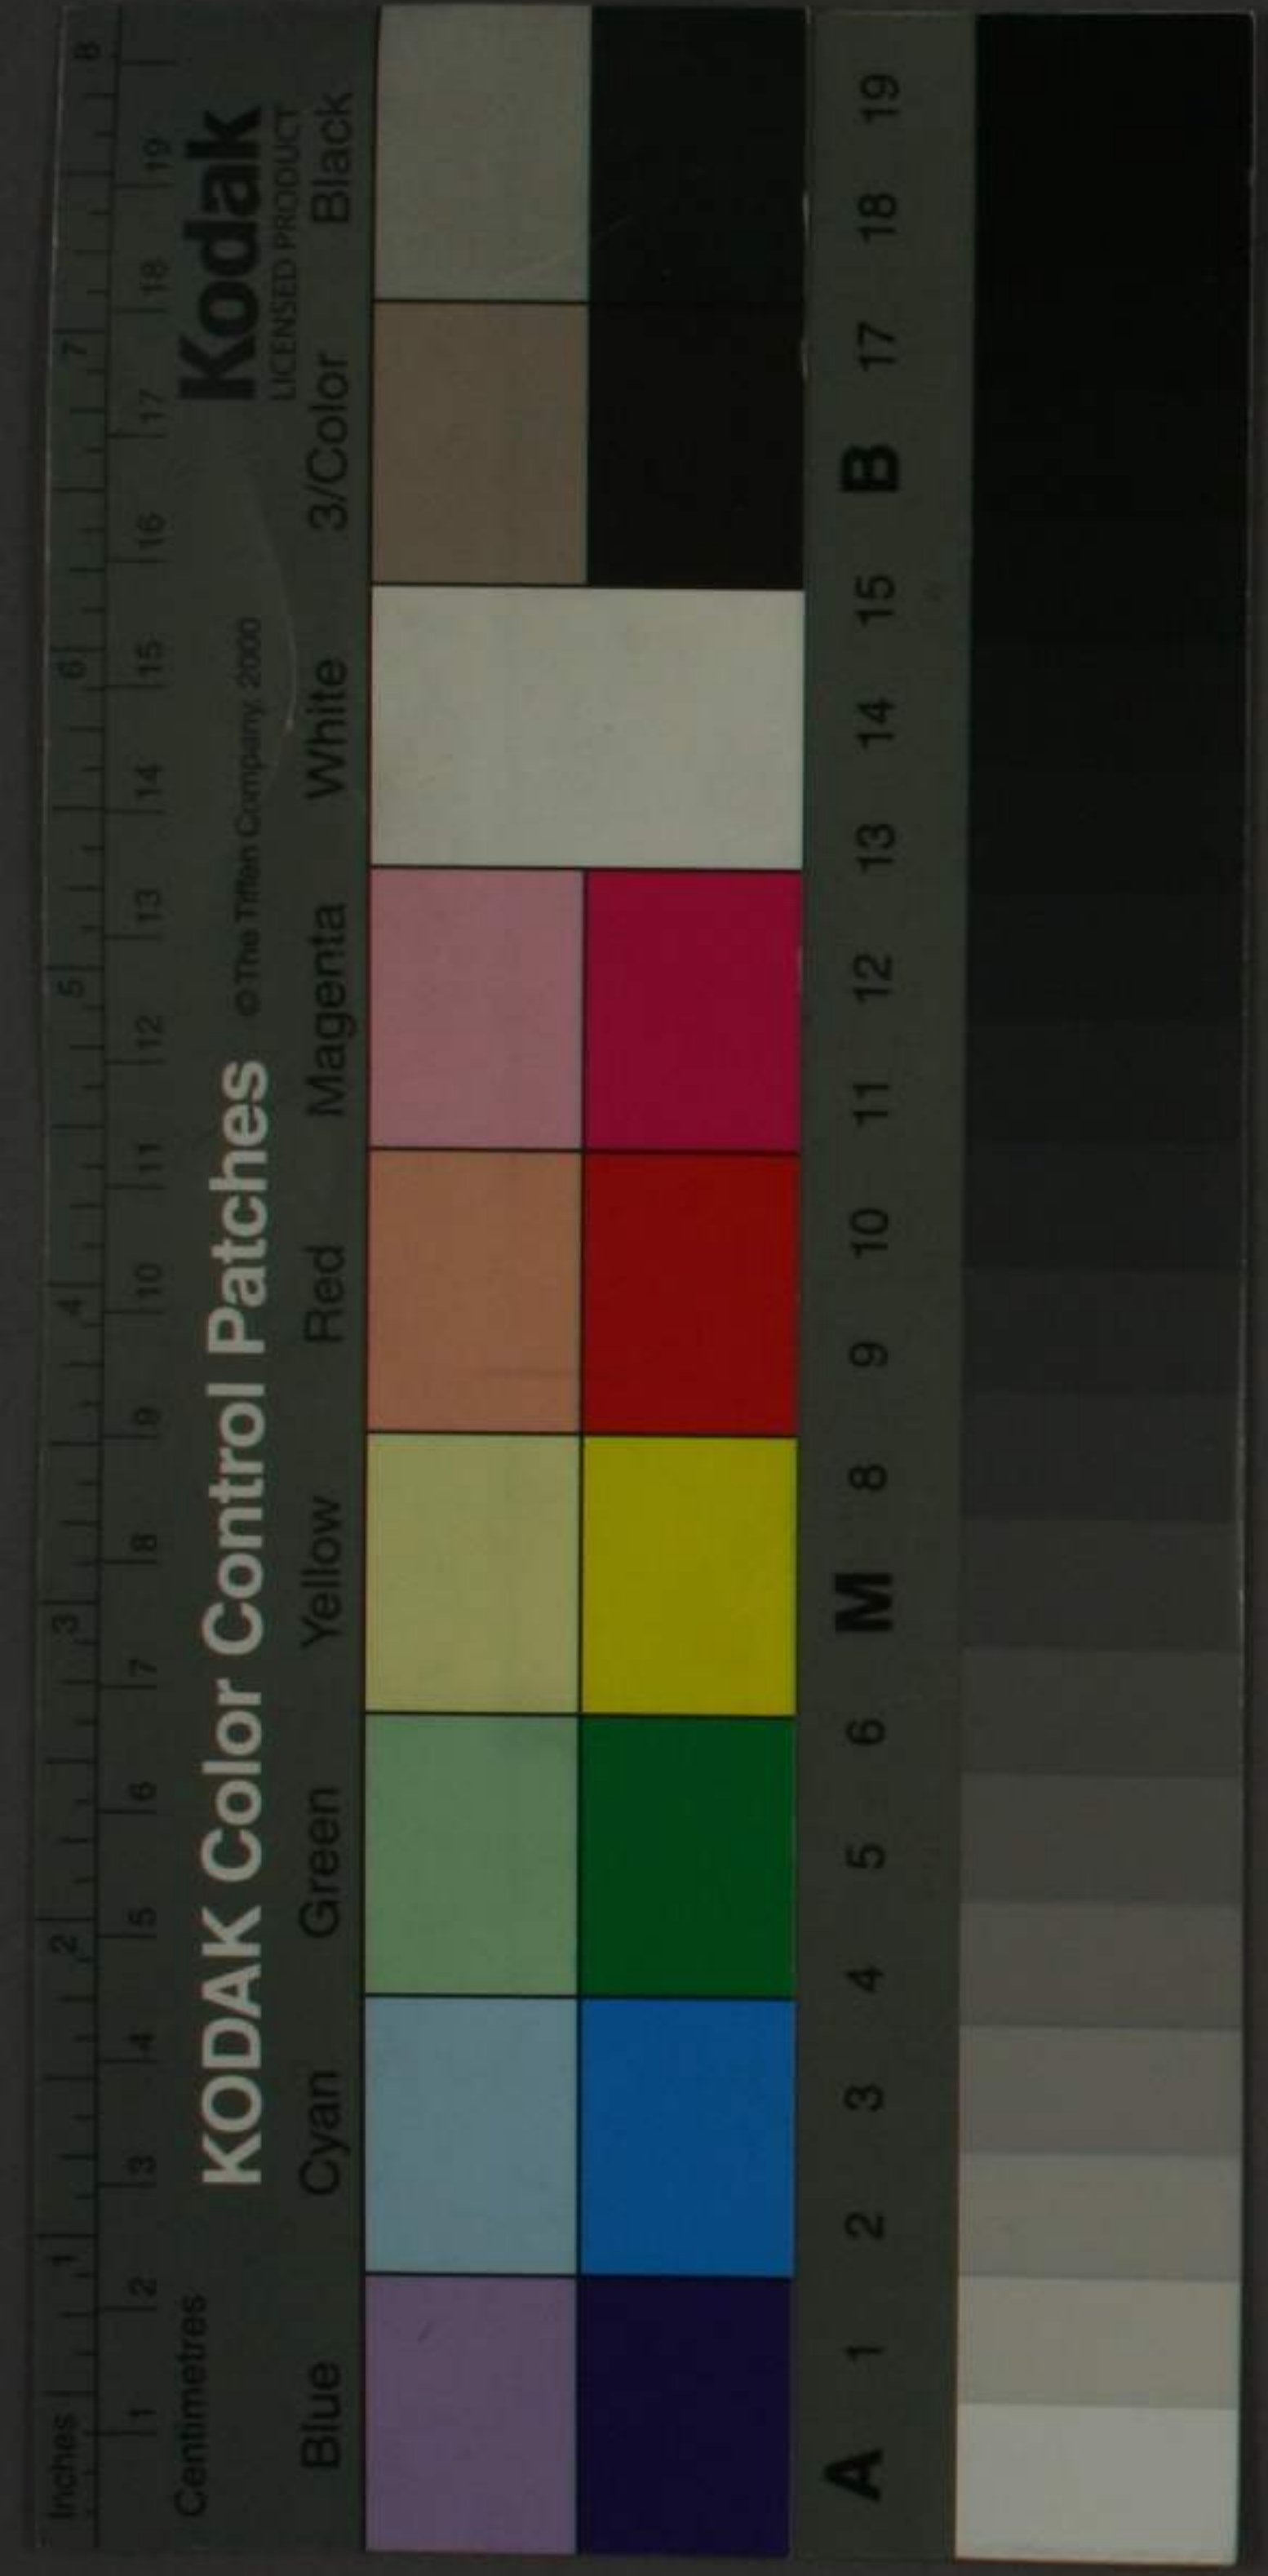 Inches 1 2 3 4 5 6 7 8
Centimetres 1 2 3 4 5 6 7 8 9 10 11 12 13 14 15 16 17 18 19
KODAK Color Control Patches © The Tiffen Company, 2000 Kodak
LICENSED PRODUCT
Blue Cyan Green Yellow Red Magenta White 3/Color Black
A 1 2 3 4 5 6 M 8 9 10 11 12 13 14 15 B 17 18 19